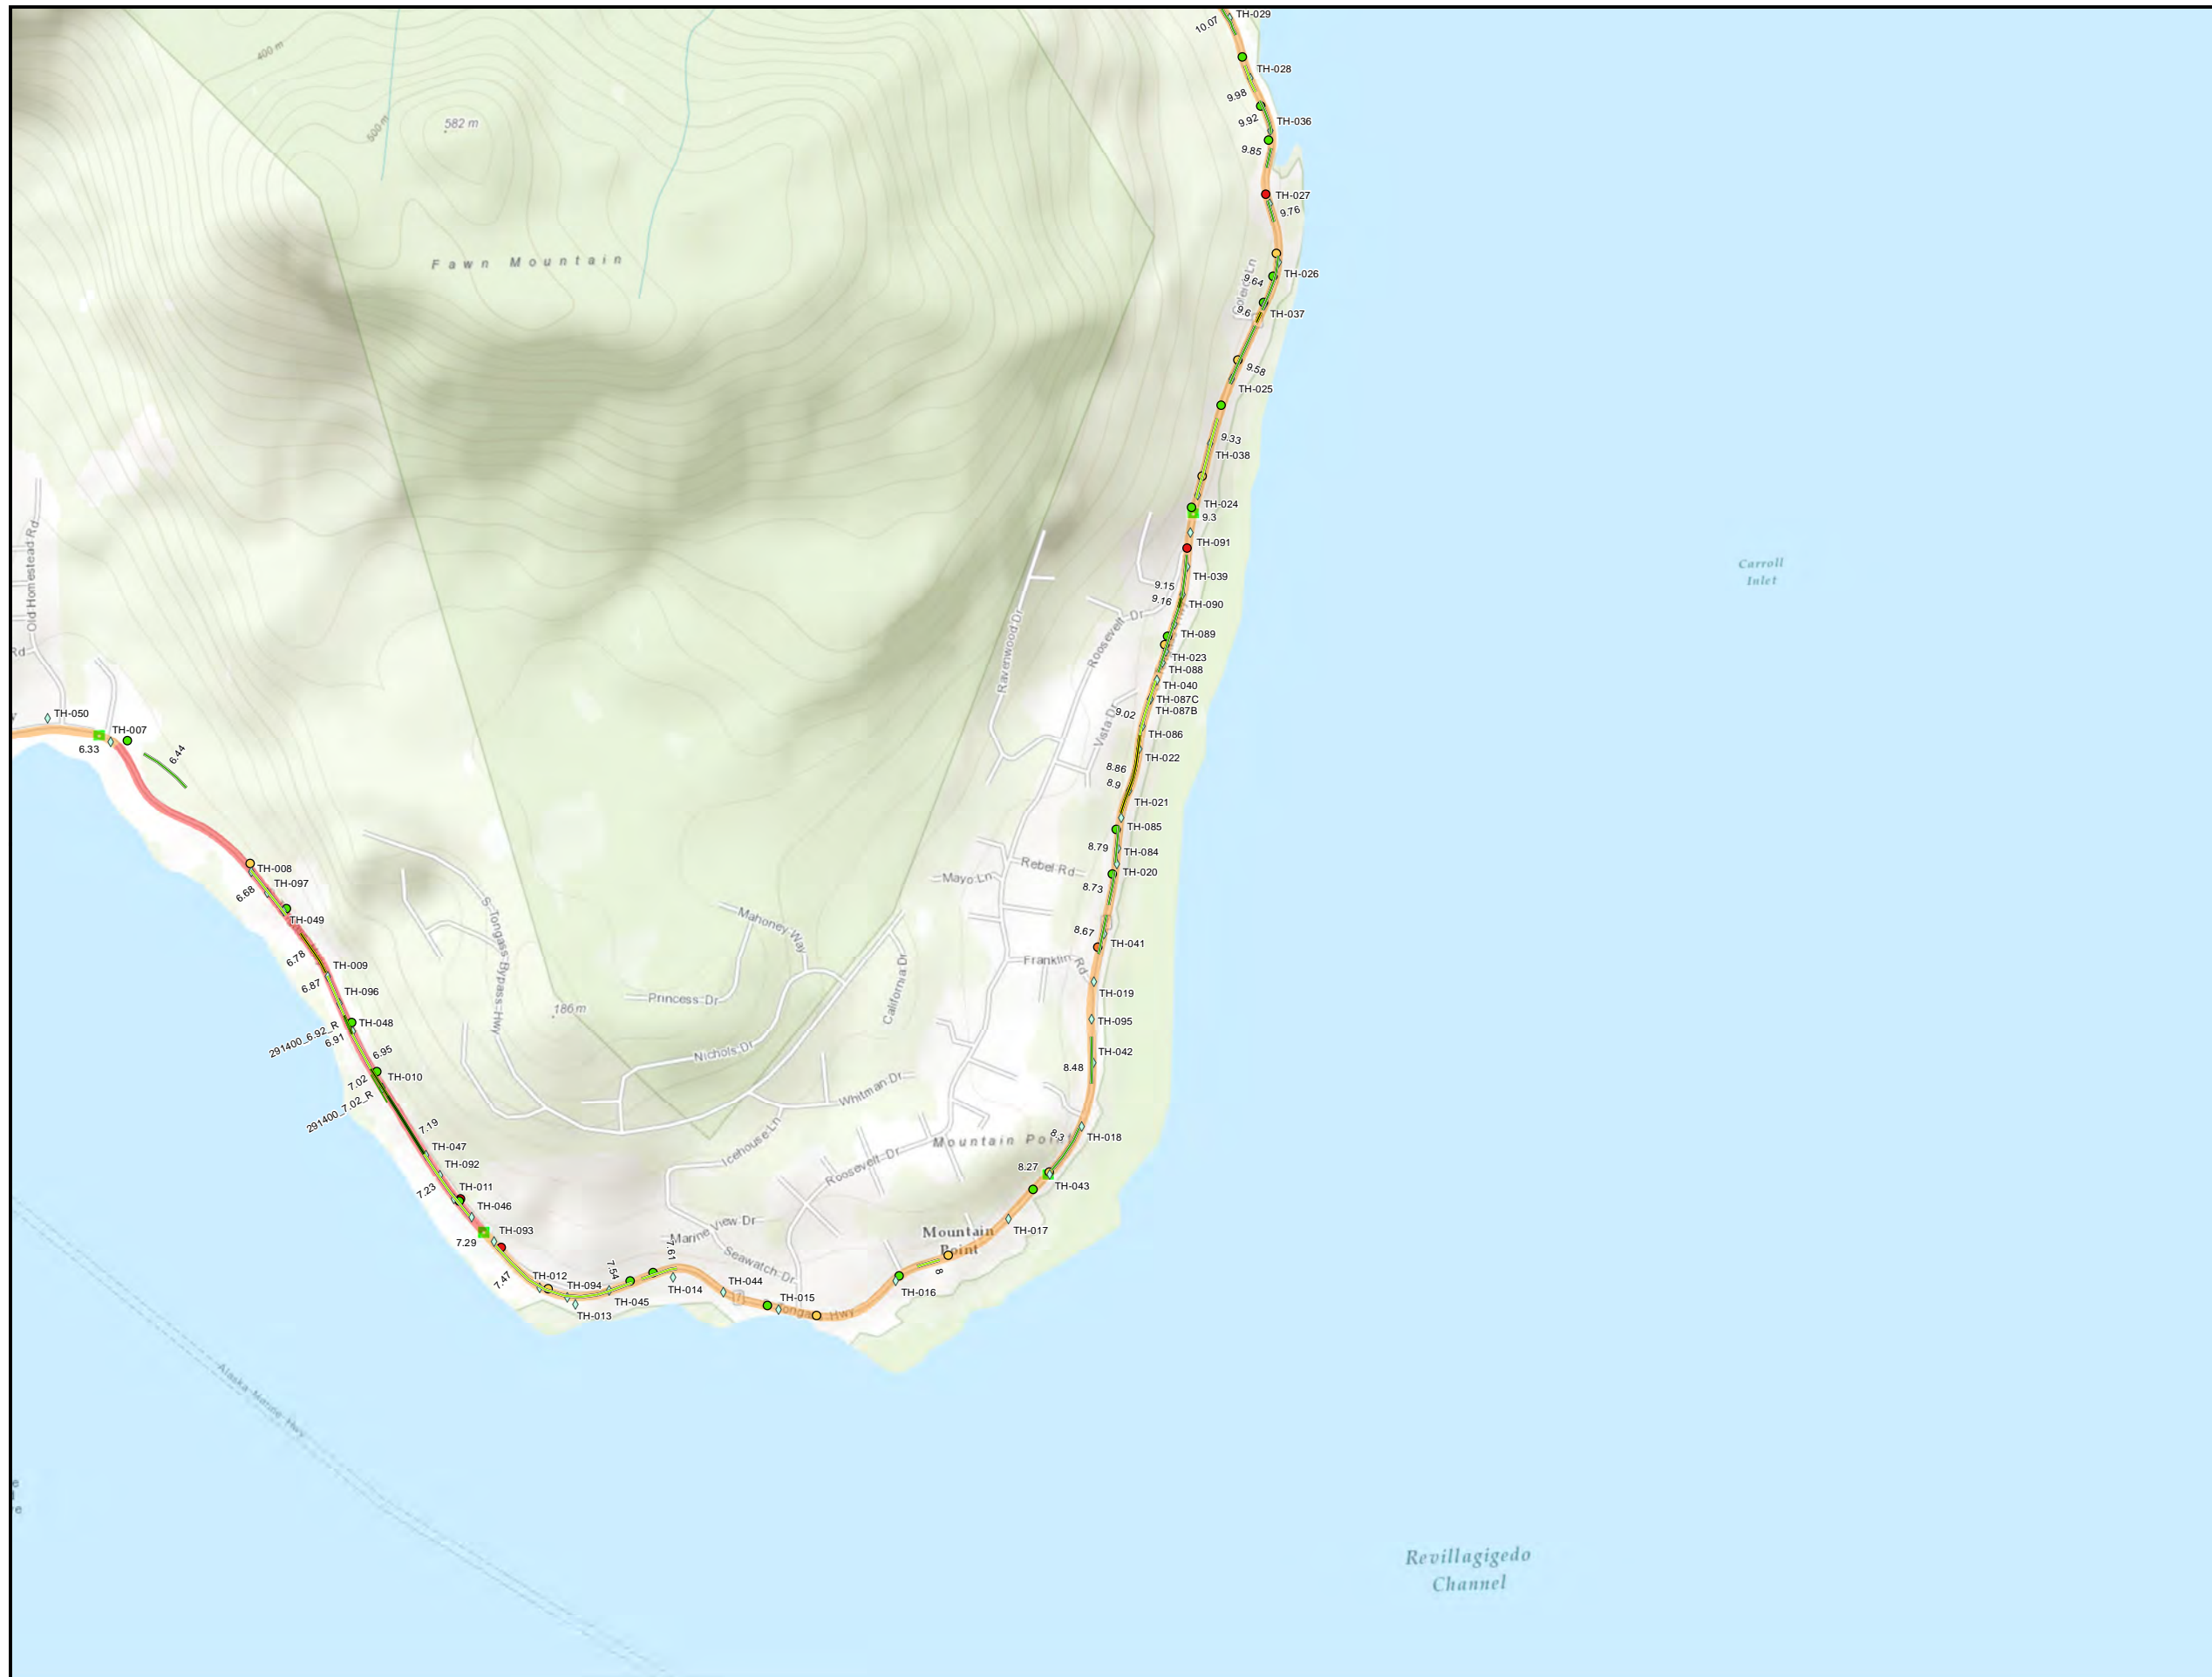 TH-029
10.07
TH-028
400 m
9.98
TH-036
9.92
500 m
582 m
9.85
TH-027
9.76
Fawn Mountain
TH-026
9.64
TH-037
9.6
9.58
TH-025
9.33
TH-038
TH-024
9.3
TH-091
Carroll
Inlet
Old Homestead Rd
TH-039
9.15
9.16
TH-090
Roosevelt Dr
TH-089
Ravenwood Dr
Rd
TH-023
TH-088
TH-040
TH-087C
TH-087B
9.02
Vista Dr
TH-050
TH-007
6.33
6.44
TH-086
TH-022
8.86
8.9
TH-021
TH-085
8.79
TH-084
Rebel Rd
TH-020
Mayo Ln
8.73
TH-008
TH-097
6.68
TH-049
S Tongass Bypass Hwy
Mahoney Way
8.67
TH-041
Franklin Rd
6.78
TH-009
6.87
TH-096
California Dr
Princess Dr
TH-019
186 m
TH-095
TH-048
291400_6.92_R
6.91
6.95
Nichols Dr
TH-042
8.48
TH-010
7.02
291400_7.02_R
Whitman Dr
7.19
TH-047
Icehouse Ln
Mountain Point
8.3
TH-018
TH-092
Roosevelt Dr
8.27
TH-043
7.23
TH-011
TH-046
TH-017
TH-093
7.29
Marine View Dr
Mountain
Point
Seawatch Dr
7.61
7.54
7.47
TH-012
TH-094
TH-045
TH-013
TH-014
TH-044
TH-015
8
TH-016
Hwy
Alaska Marine Hwy
Revillagigedo
Channel